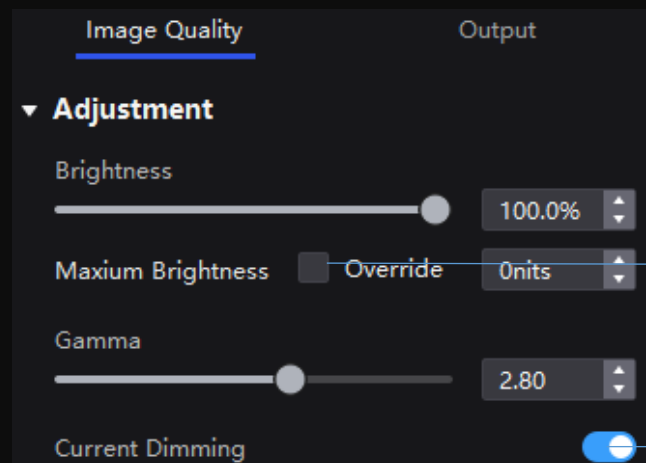 Image Quality Output
Adjustment
Brightness
100.0%
Maxium Brightness Override 0nits
Gamma
2.80
Current Dimming